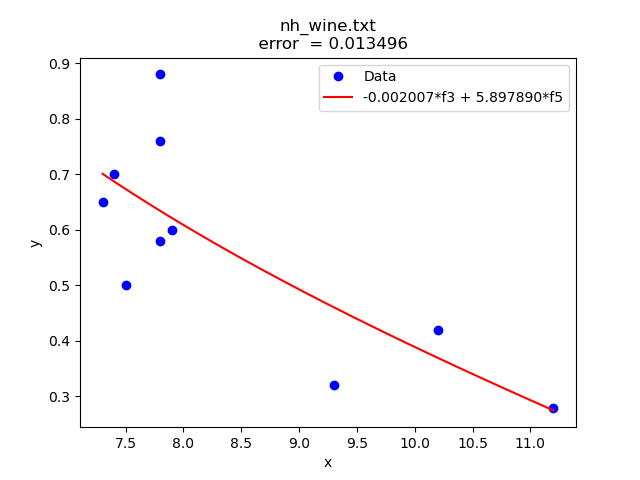 nh_wine.txt
error  = 0.013496
Data
-0.002007*f3 + 5.897890*f5
0.9
0.8
0.7
0.6
0.5
0.4
0.3
y
7.5 8.0 8.5 9.0 9.5 10.0 10.5 11.0
x